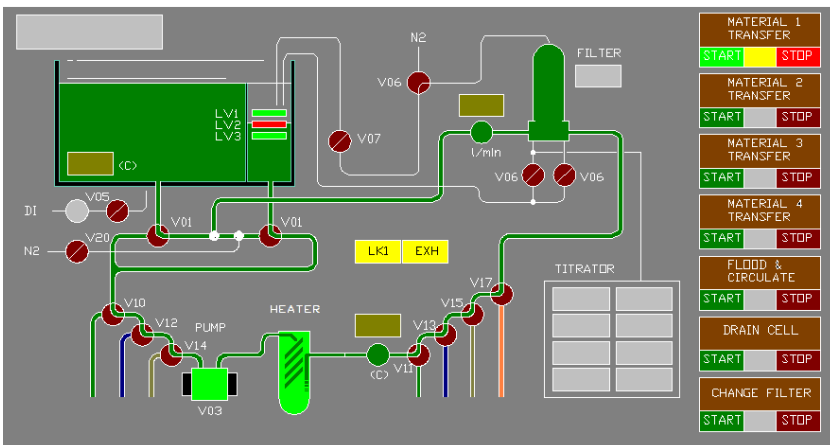 MATERIAL 1
TRANSFER
START STOP
N2
FILTER
MATERIAL 2
TRANSFER
START STOP
V06
LV1
LV2
LV3
V07
l/mln
MATERIAL 3
TRANSFER
START STOP
(C)
V06 V06
V05
DI
MATERIAL 4
TRANSFER
START STOP
V01 V01
V20
N2
LK1 EXH
FLOOD &
CIRCULATE
START STOP
TITRATOR
V17
V10
HEATER
V15
V12 PUMP
V13
V14
DRAIN CELL
START STOP
(C) V11
V03
CHANGE FILTER
START STOP